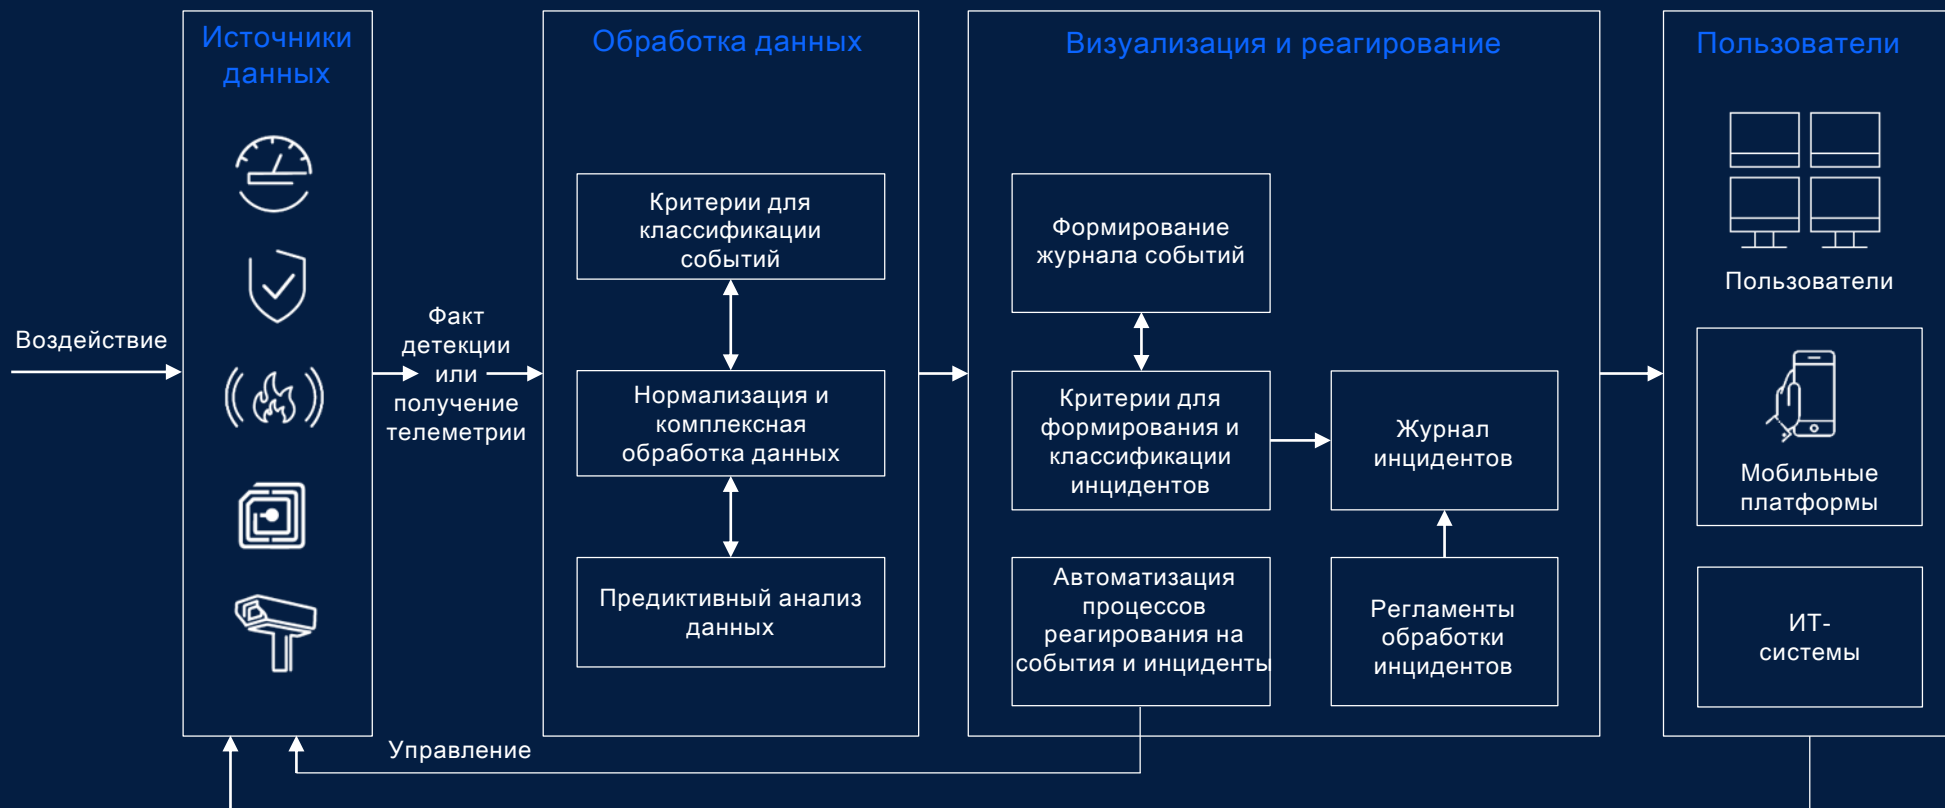 Источники
данных
Обработка данных
Визуализация и реагирование
Пользователи
Воздействие
Факт
детекции
или
получение
телеметрии
Критерии для
классификации
событий
Нормализация и
комплексная
обработка данных
Предиктивный анализ
данных
Формирование
журнала событий
Критерии для
формирования и
классификации
инцидентов
Журнал
инцидентов
Автоматизация
процессов
реагирования на
события и инциденты
Регламенты
обработки
инцидентов
Пользователи
Мобильные
платформы
ИТ-
системы
Управление